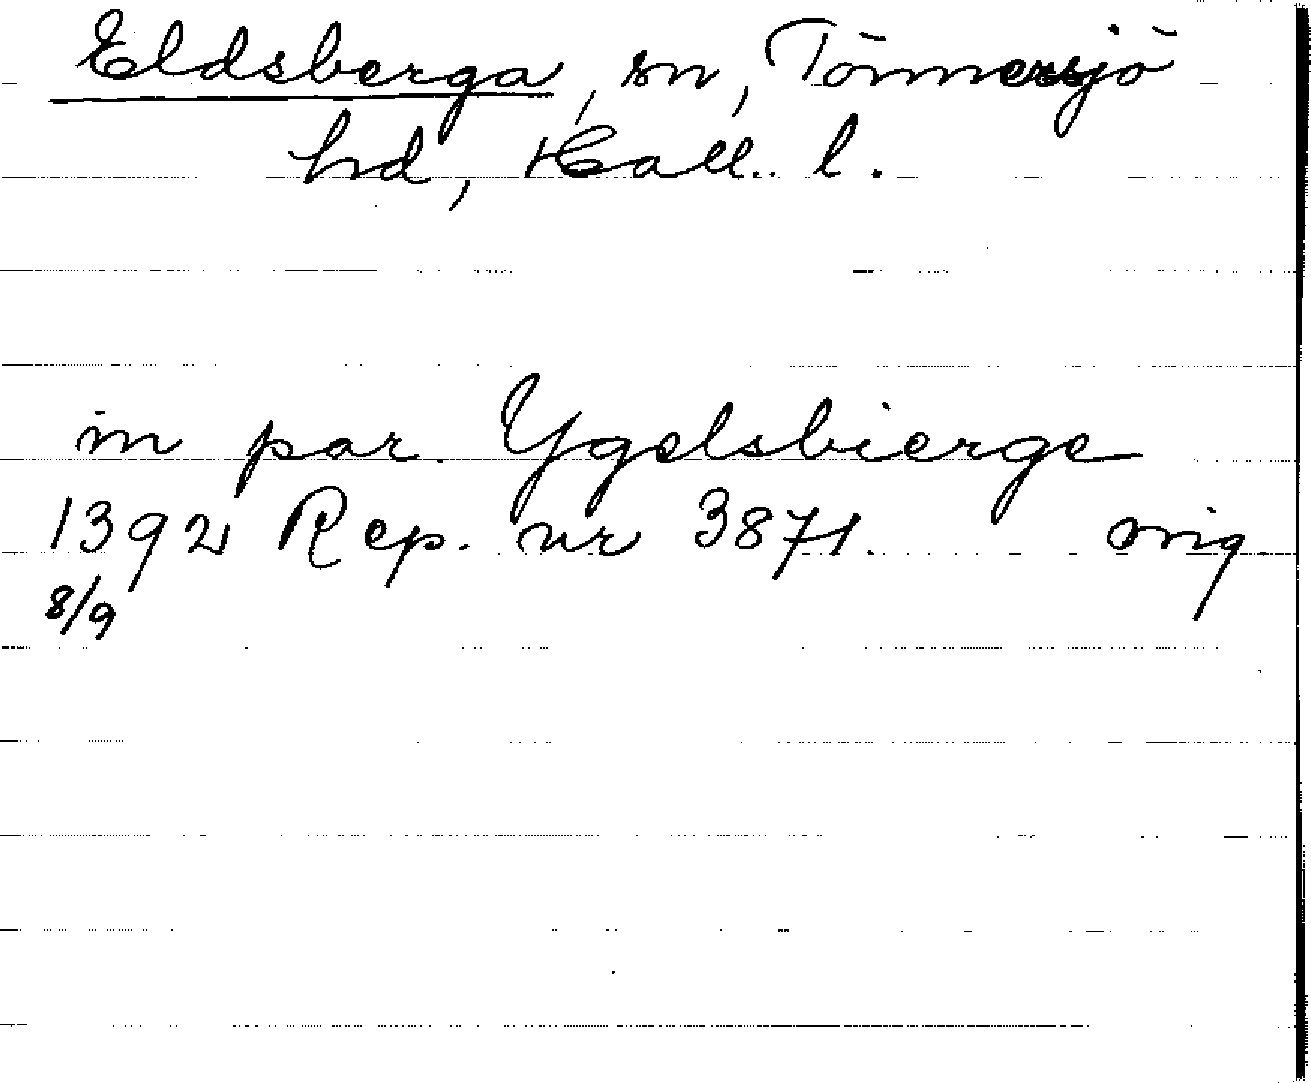 Eldsberga, sn, Tönnersjö
hd, Hall. l.
in par. Ygelsbierge
1392 Rep. nr 3871. orig
8/9